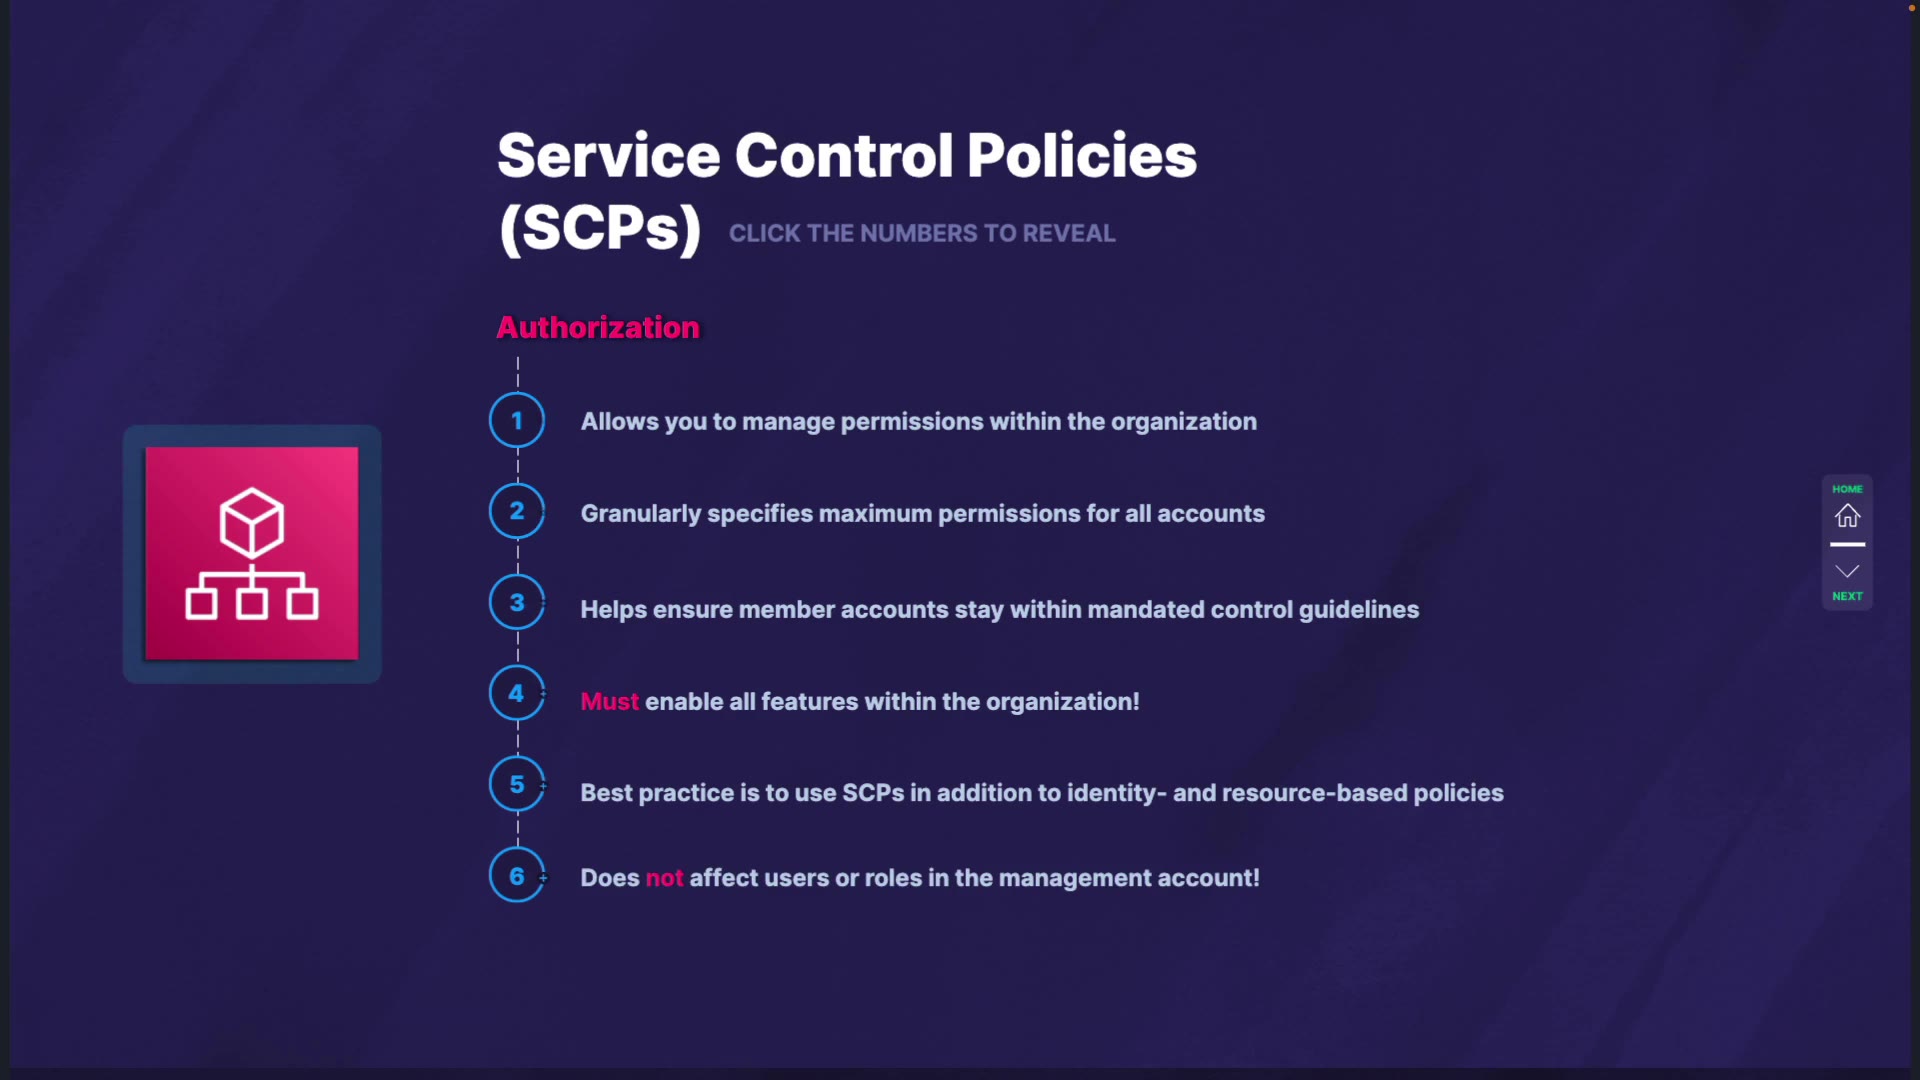 Service Control Policies
(SCPs) CLICK THE NUMBERS TO REVEAL
Authorization
1 Allows you to manage permissions within the organization
2 Granularly specifies maximum permissions for all accounts
3 Helps ensure member accounts stay within mandated control guidelines
4 Must enable all features within the organization!
5 Best practice is to use SCPs in addition to identity- and resource-based policies
6 Does not affect users or roles in the management account!
HOME
NEXT